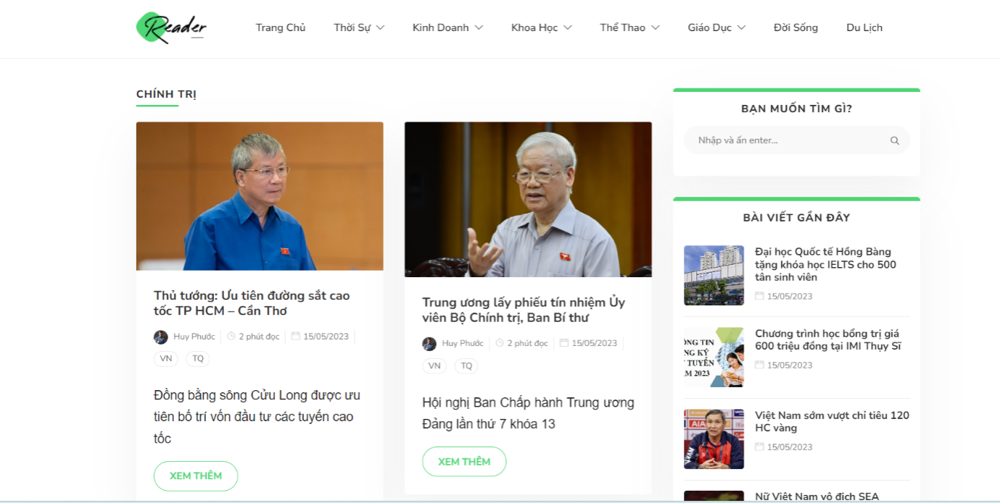 Reader
Trang Chủ
Thời Sự
Kinh Doanh
Khoa Học
Thể Thao
Giáo Dục
Đời Sống
Du Lịch
CHÍNH TRỊ
Thủ tướng: Ưu tiên đường sắt cao
tốc TP HCM – Cần Thơ
Huy Phước
2 phút đọc
15/05/2023
VN
TQ
Đồng bằng sông Cửu Long được ưu
tiên bố trí vốn đầu tư các tuyến cao
tốc
XEM THÊM
Trung ương lấy phiếu tín nhiệm Ủy
viên Bộ Chính trị, Ban Bí thư
Huy Phước
2 phút đọc
15/05/2023
VN
TQ
Hội nghị Ban Chấp hành Trung ương
Đảng lần thứ 7 khóa 13
XEM THÊM
BẠN MUỐN TÌM GÌ?
Nhập và ấn enter...
BÀI VIẾT GẦN ĐÂY
Đại học Quốc tế Hồng Bàng
tặng khóa học IELTS cho 500
tân sinh viên
15/05/2023
ÔNG TIN
NG KÝ
TUYỂN
M 2023
Chương trình học bổng trị giá
600 triệu đồng tại IMI Thụy Sĩ
15/05/2023
AIA
Việt Nam sớm vượt chỉ tiêu 120
HC vàng
15/05/2023
Nữ Việt Nam vô địch SEA